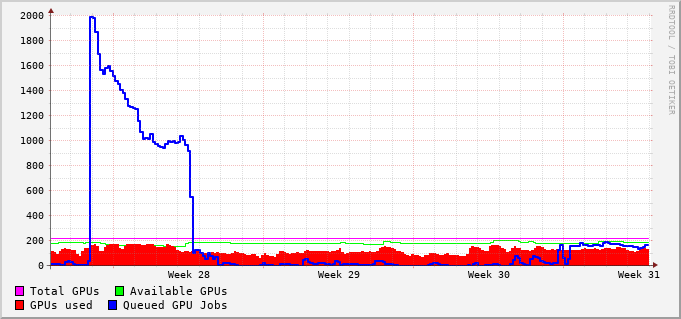 2000
1800
1600
1400
1200
1000
800
600
400
200
0
Week 28 Week 29 Week 30 Week 31
Total GPUs Available GPUs
GPUs used Queued GPU Jobs
RRDTOOL / TOBI OETIKER